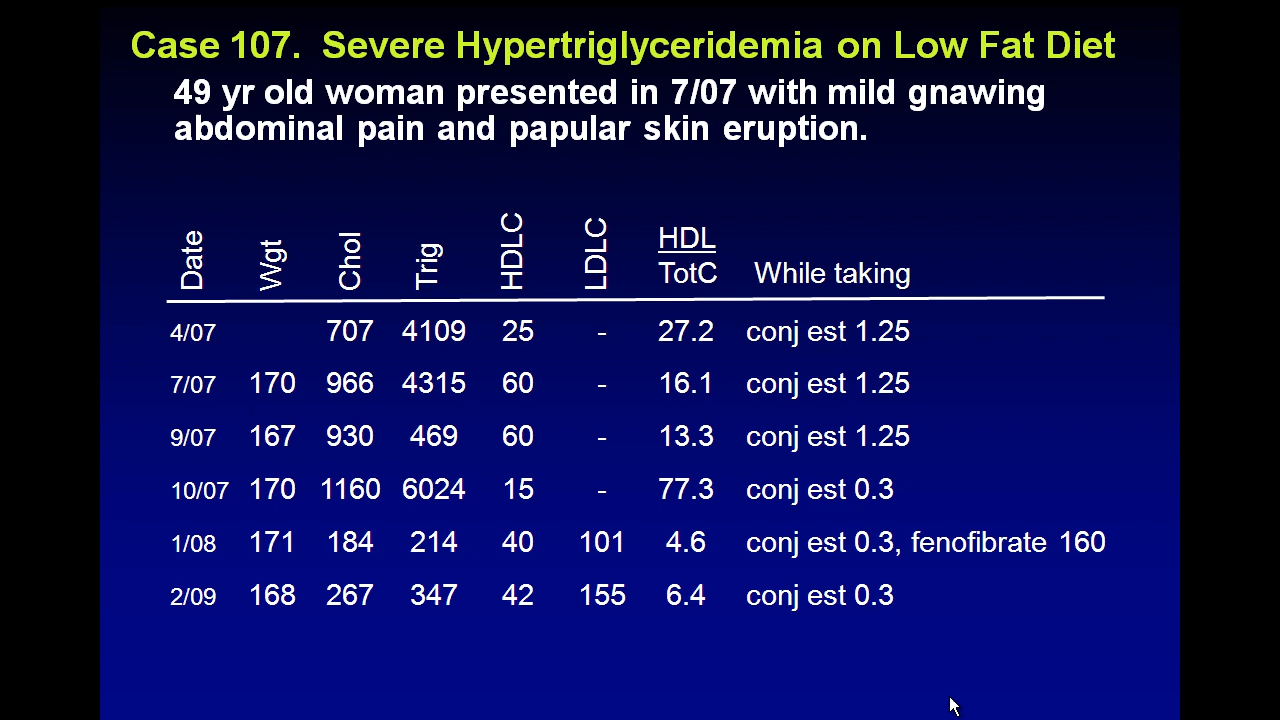 Case 107. Severe Hypertriglyceridemia on Low Fat Diet
49 yr old woman presented in 7/07 with mild gnawing
abdominal pain and papular skin eruption.
Date Wgt Chol Trig HDLC LDLC HDL/TotC While taking
4/07 707 4109 25 - 27.2 conj est 1.25
7/07 170 966 4315 60 - 16.1 conj est 1.25
9/07 167 930 469 60 - 13.3 conj est 1.25
10/07 170 1160 6024 15 - 77.3 conj est 0.3
1/08 171 184 214 40 101 4.6 conj est 0.3, fenofibrate 160
2/09 168 267 347 42 155 6.4 conj est 0.3